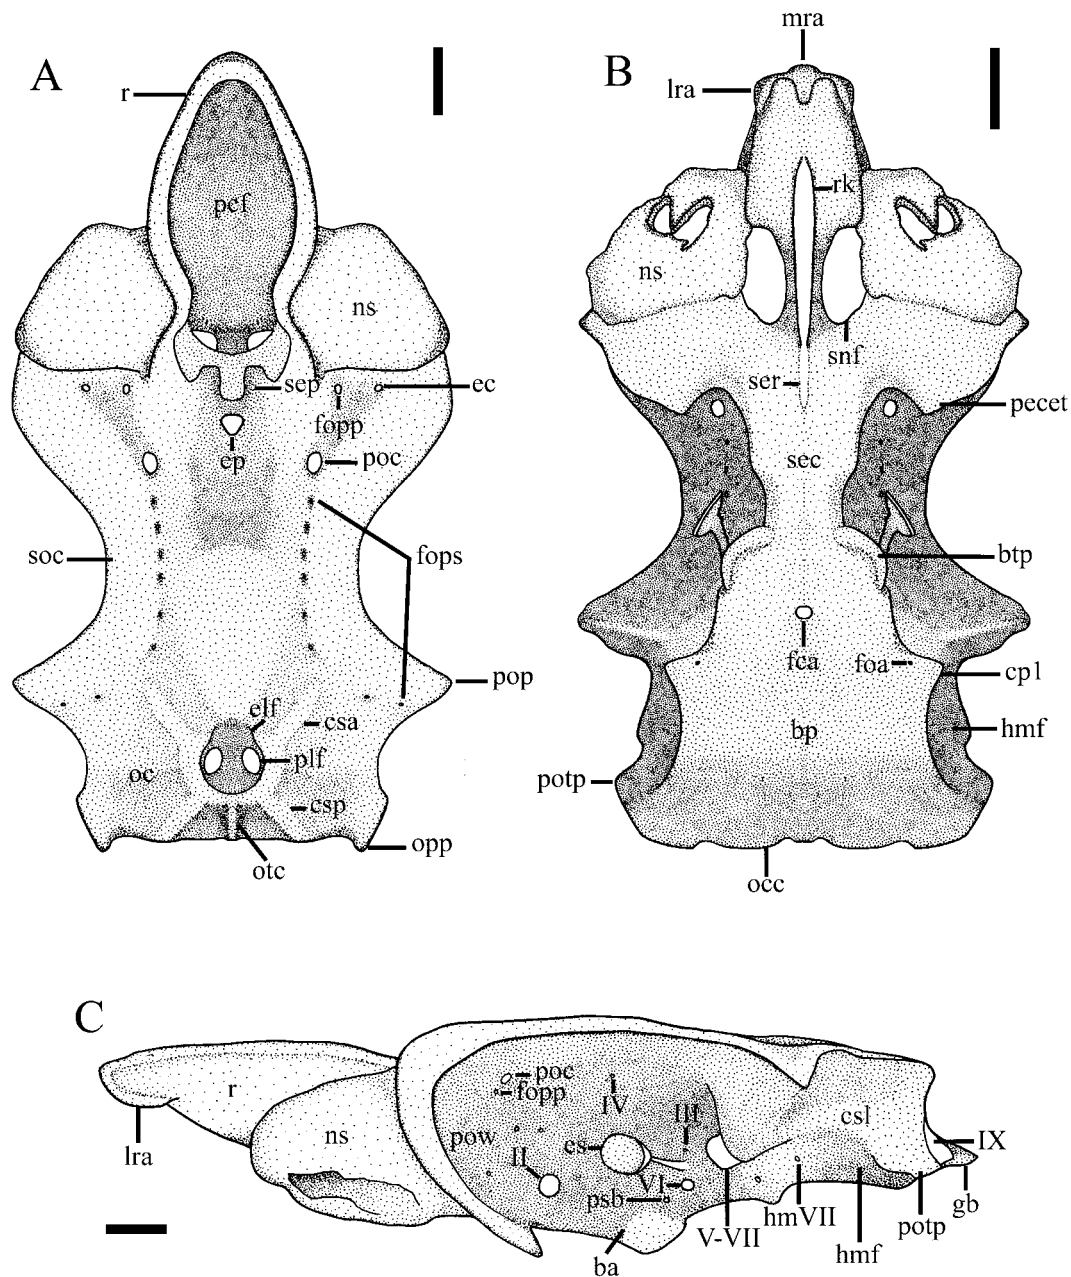 A
r
pcf
ns
sep
ec
fopp
ep
poc
soc
fops
pop
elf
csa
oc
plf
csp
opp
otc
B
mra
lra
rk
ns
snf
ser
pecet
sec
btp
fca
foa
cp1
bp
hmf
potp
occ
C
poc
fopp
IV
r
csl
III
ns
pow
es
IX
lra
II
VI
psb
gb
hmVII
potp
V-VII
hmf
ba